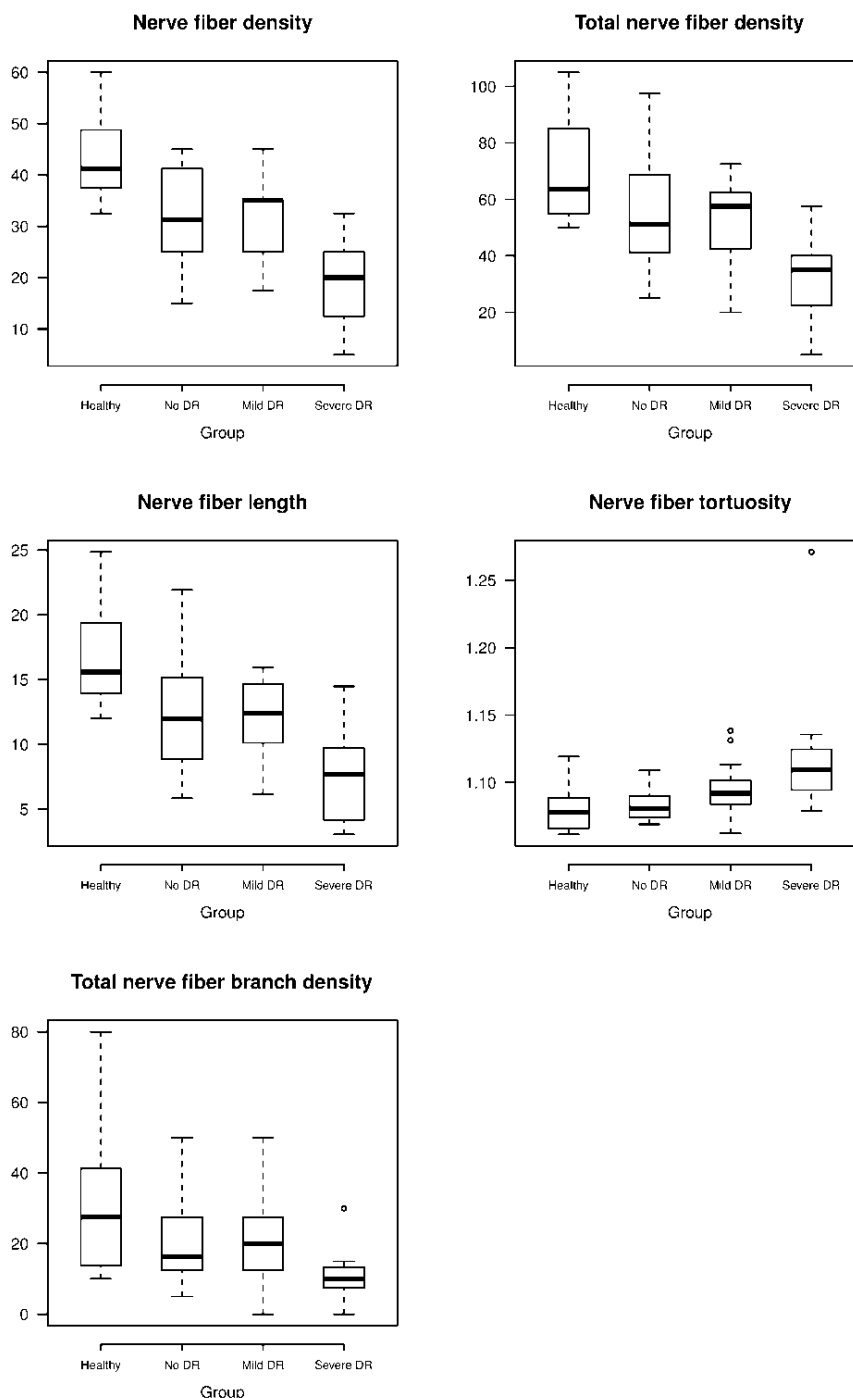 Nerve fiber density
60
50
40
30
20
10
Healthy No DR Mild DR Severe DR
Group
Total nerve fiber density
100
80
60
40
20
Healthy No DR Mild DR Severe DR
Group
Nerve fiber length
25
20
15
10
5
Healthy No DR Mild DR Severe DR
Group
Nerve fiber tortuosity
1.25
1.20
1.15
1.10
Healthy No DR Mild DR Severe DR
Group
Total nerve fiber branch density
80
60
40
20
0
Healthy No DR Mild DR Severe DR
Group